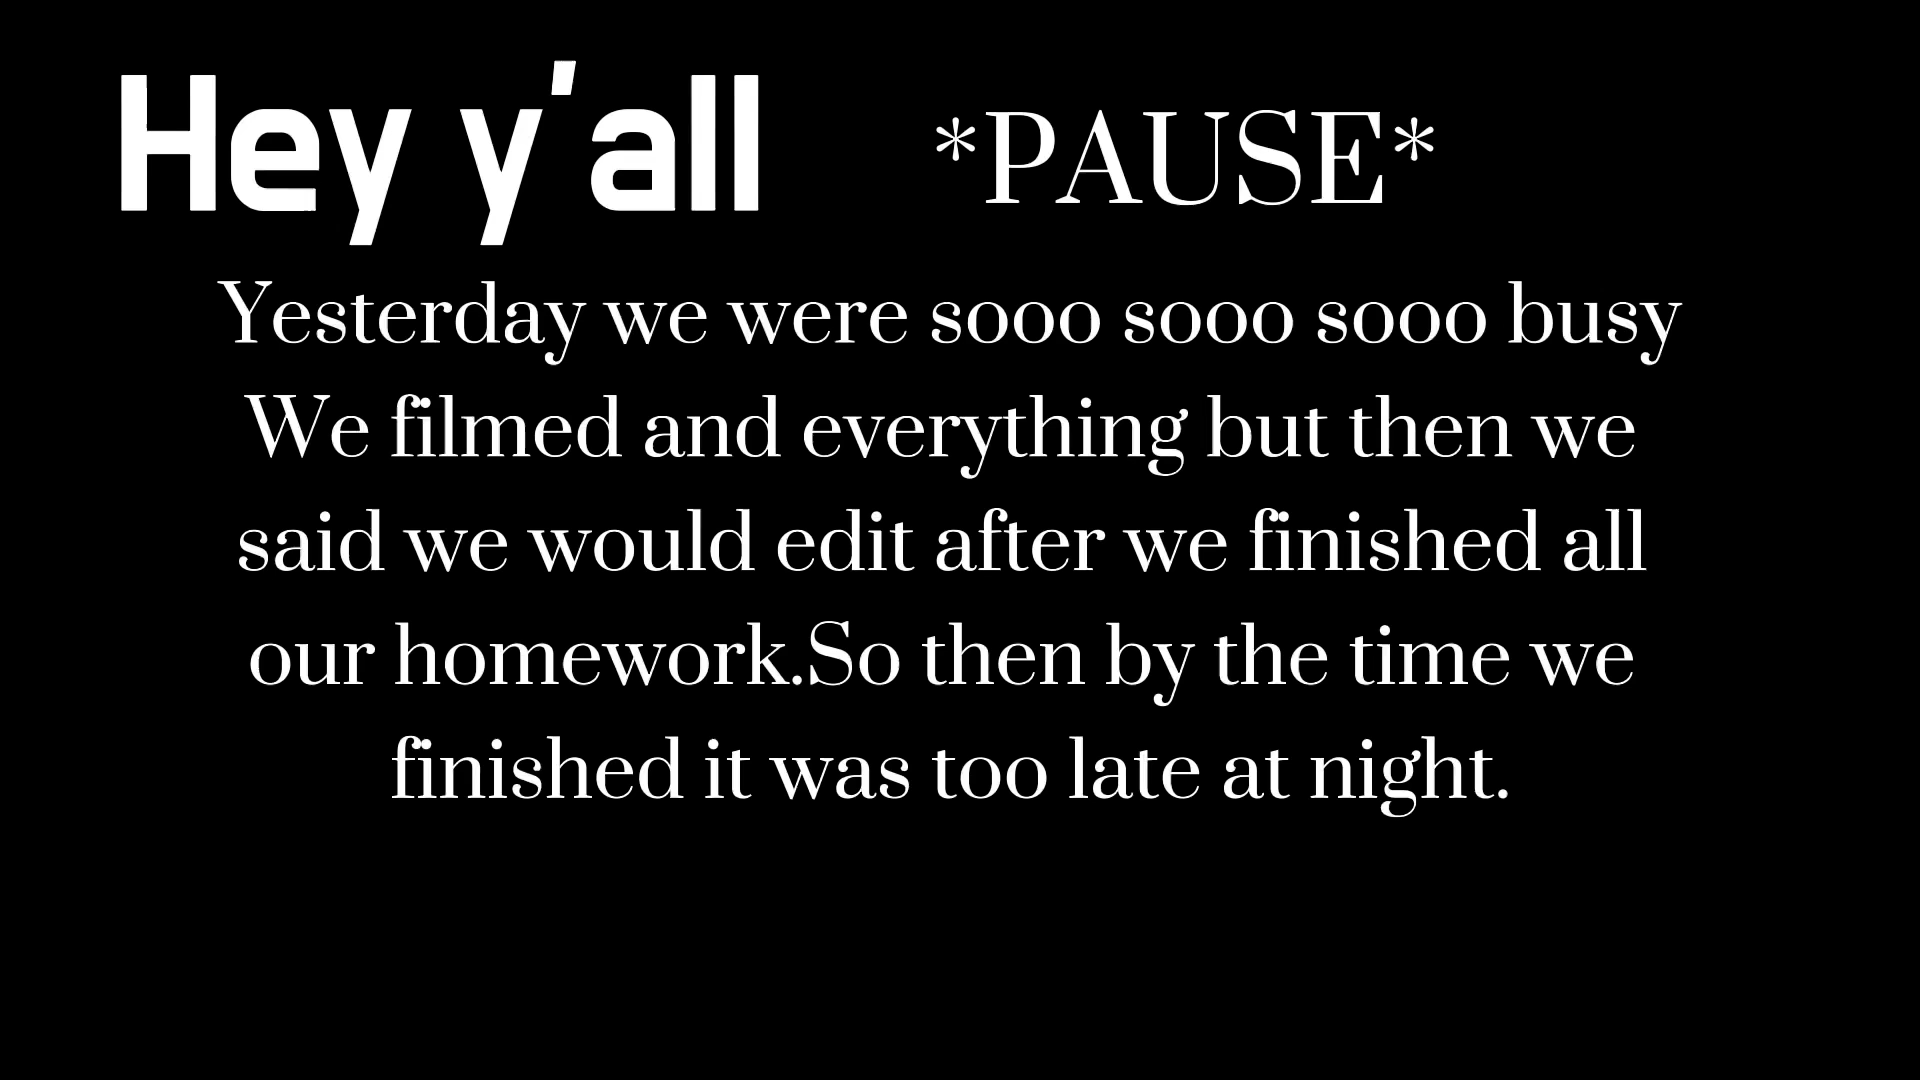 Hey y'all *PAUSE*
Yesterday we were sooo sooo sooo busy
We filmed and everything but then we
said we would edit after we finished all
our homework.So then by the time we
finished it was too late at night.